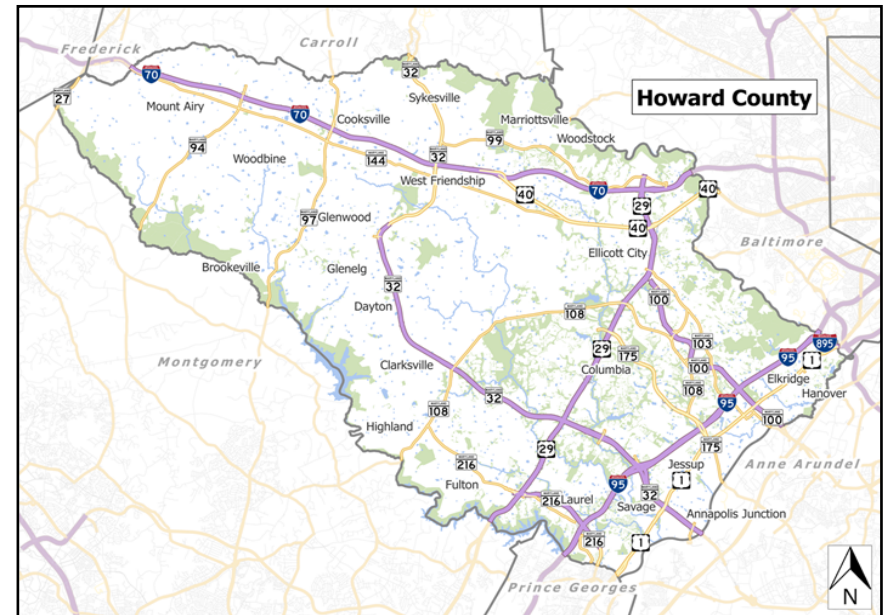 Howard County
Carroll
Frederick
70
32
27
Mount Airy
Sykesville
70
Cooksville
Marriottsville
94
99
Woodstock
Woodbine
144
32
West Friendship
70
40
40
29
97
Glenwood
40
Baltimore
Ellicott City
Brookeville
Glenelg
32
100
Dayton
108
103
895
29
175
95
1
Montgomery
Clarksville
Columbia
100
Elkridge
108
Hanover
32
95
108
100
Highland
29
175
216
Jessup
Anne Arundel
Fulton
95
1
216
Laurel
32
Savage
Annapolis Junction
216
1
Prince Georges
N